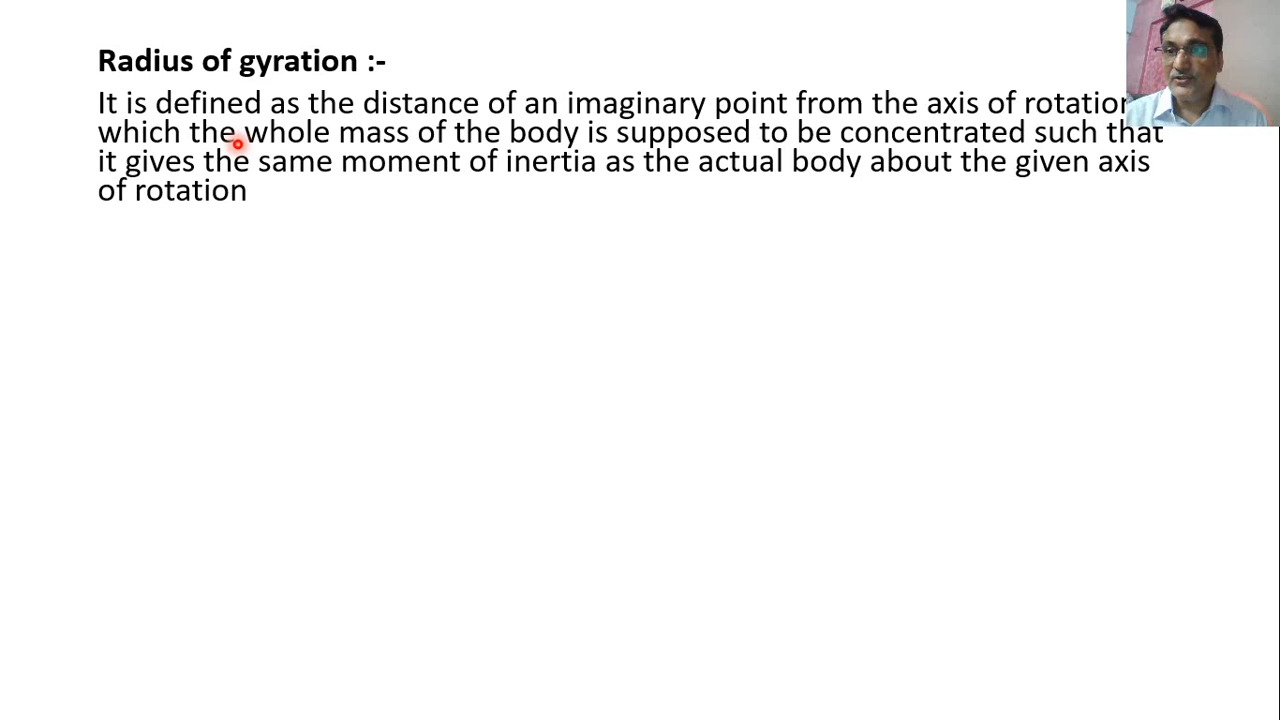 Radius of gyration :-
It is defined as the distance of an imaginary point from the axis of rotation
which the whole mass of the body is supposed to be concentrated such that
it gives the same moment of inertia as the actual body about the given axis
of rotation